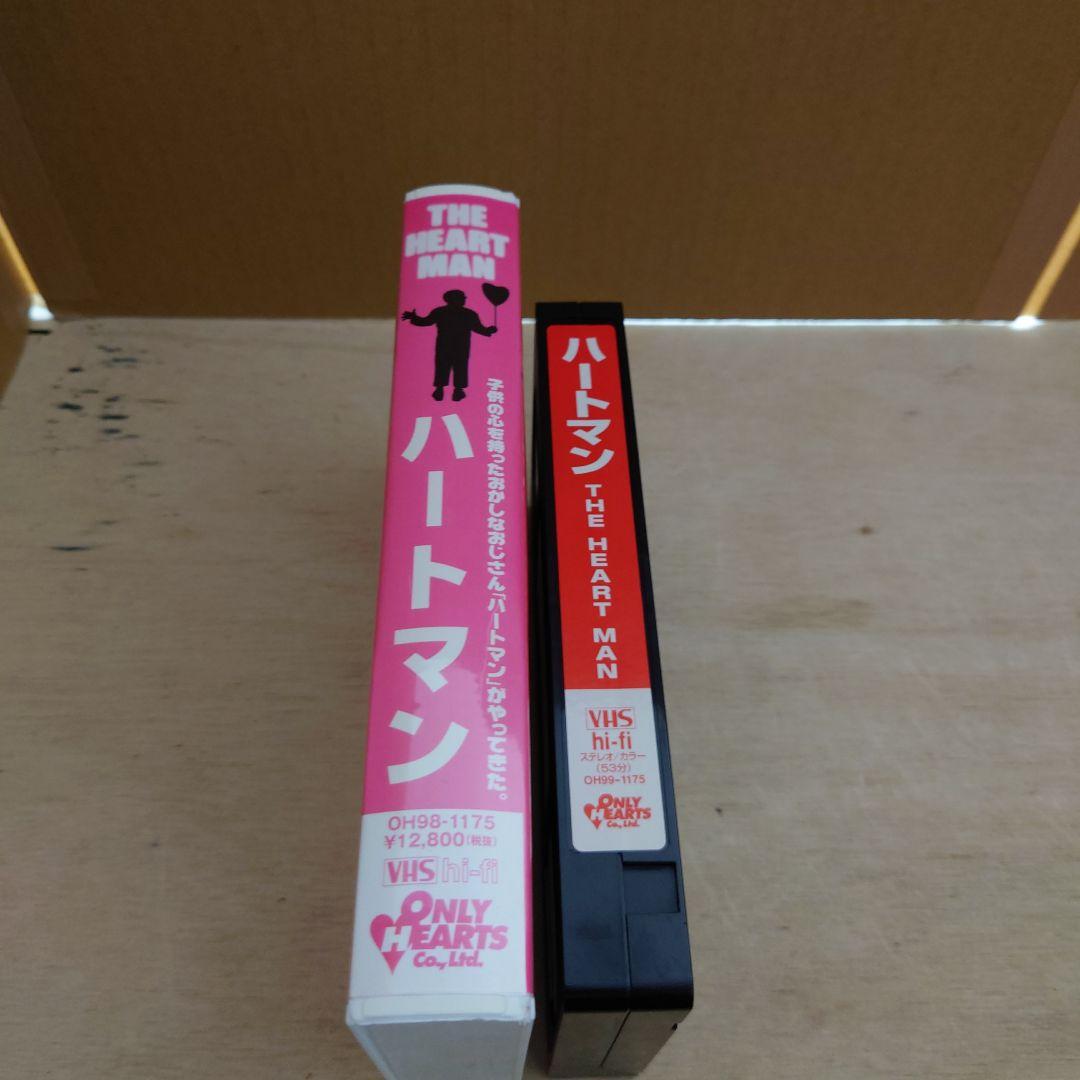 THE
HEART
MAN
ハートマン
子供の心を持ったおかしなおじさん「ハートマン」がやってきた。
OH98-1175
¥12,800(税抜)
VHS hi-fi
ONLY
HEARTS
Co., Ltd.
ハートマン THE HEART MAN
VHS
hi-fi
ステレオ/カラー
(53分)
OH99-1175
ONLY
HEARTS
Co., Ltd.